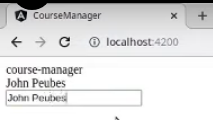 CourseManager
localhost:4200
course-manager
John Peubes
John Peubes